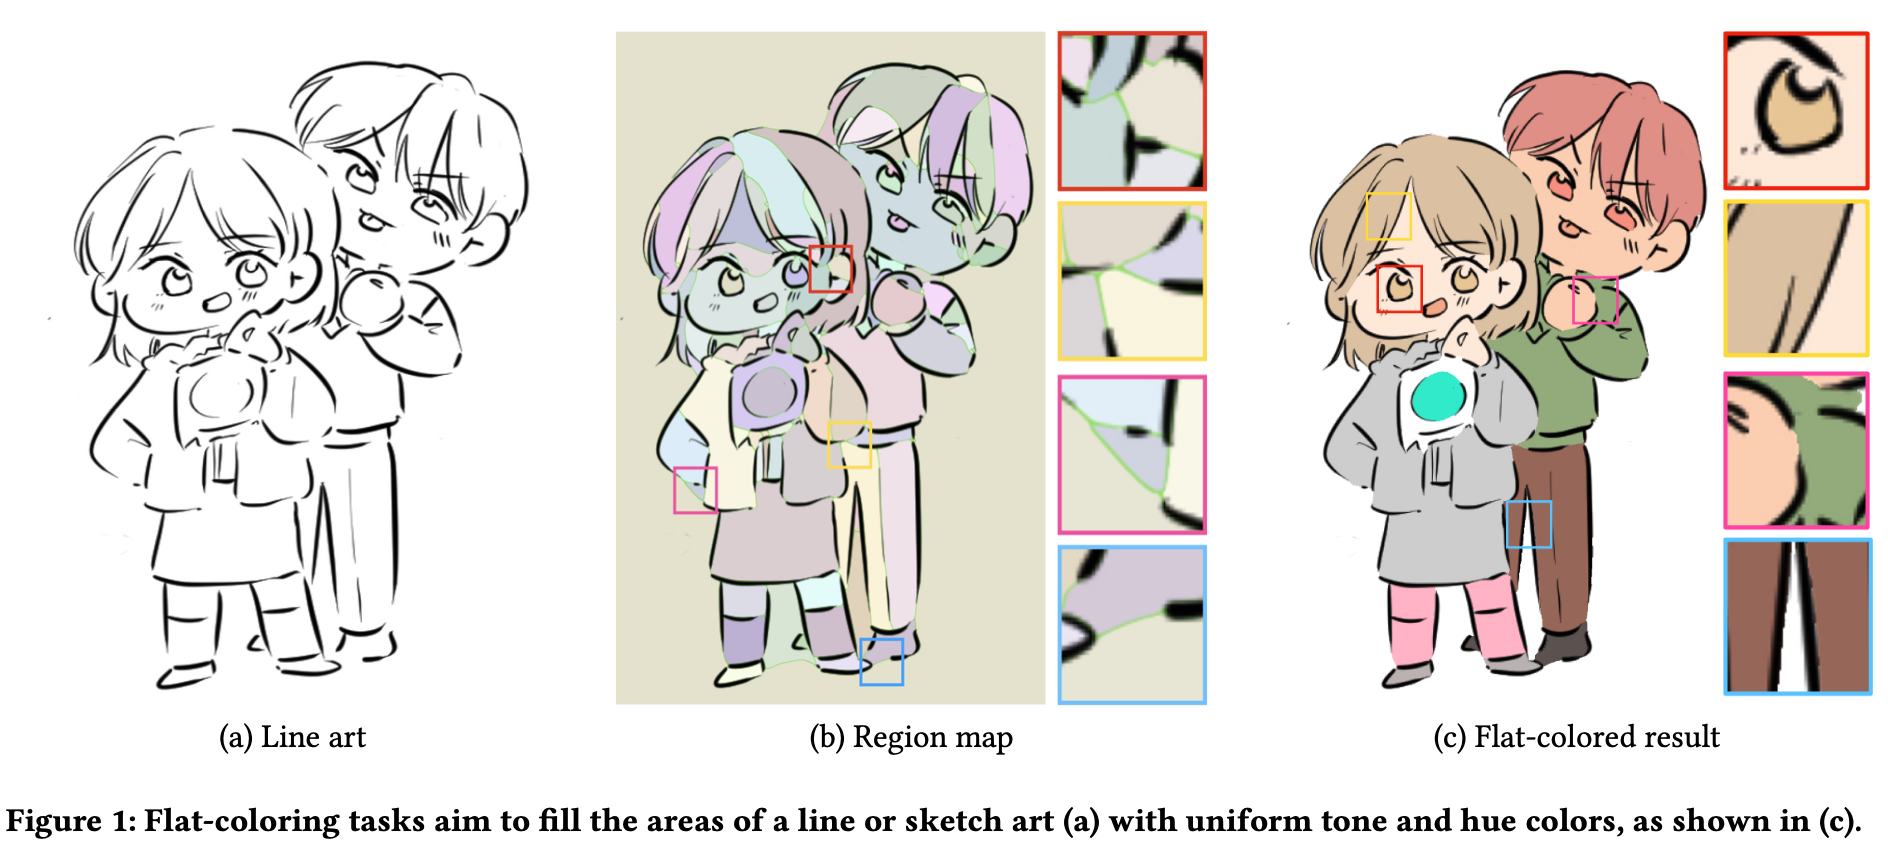 (a) Line art
(b) Region map
(c) Flat-colored result
Figure 1: Flat-coloring tasks aim to fill the areas of a line or sketch art (a) with uniform tone and hue colors, as shown in (c).